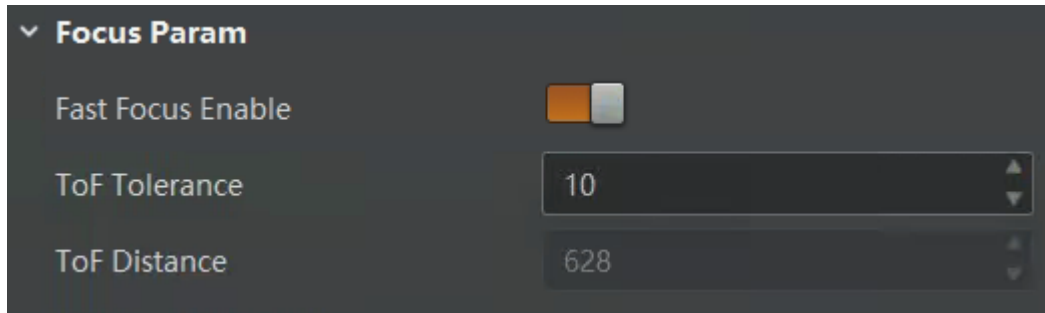 Focus Param
Fast Focus Enable
ToF Tolerance 10
ToF Distance 628